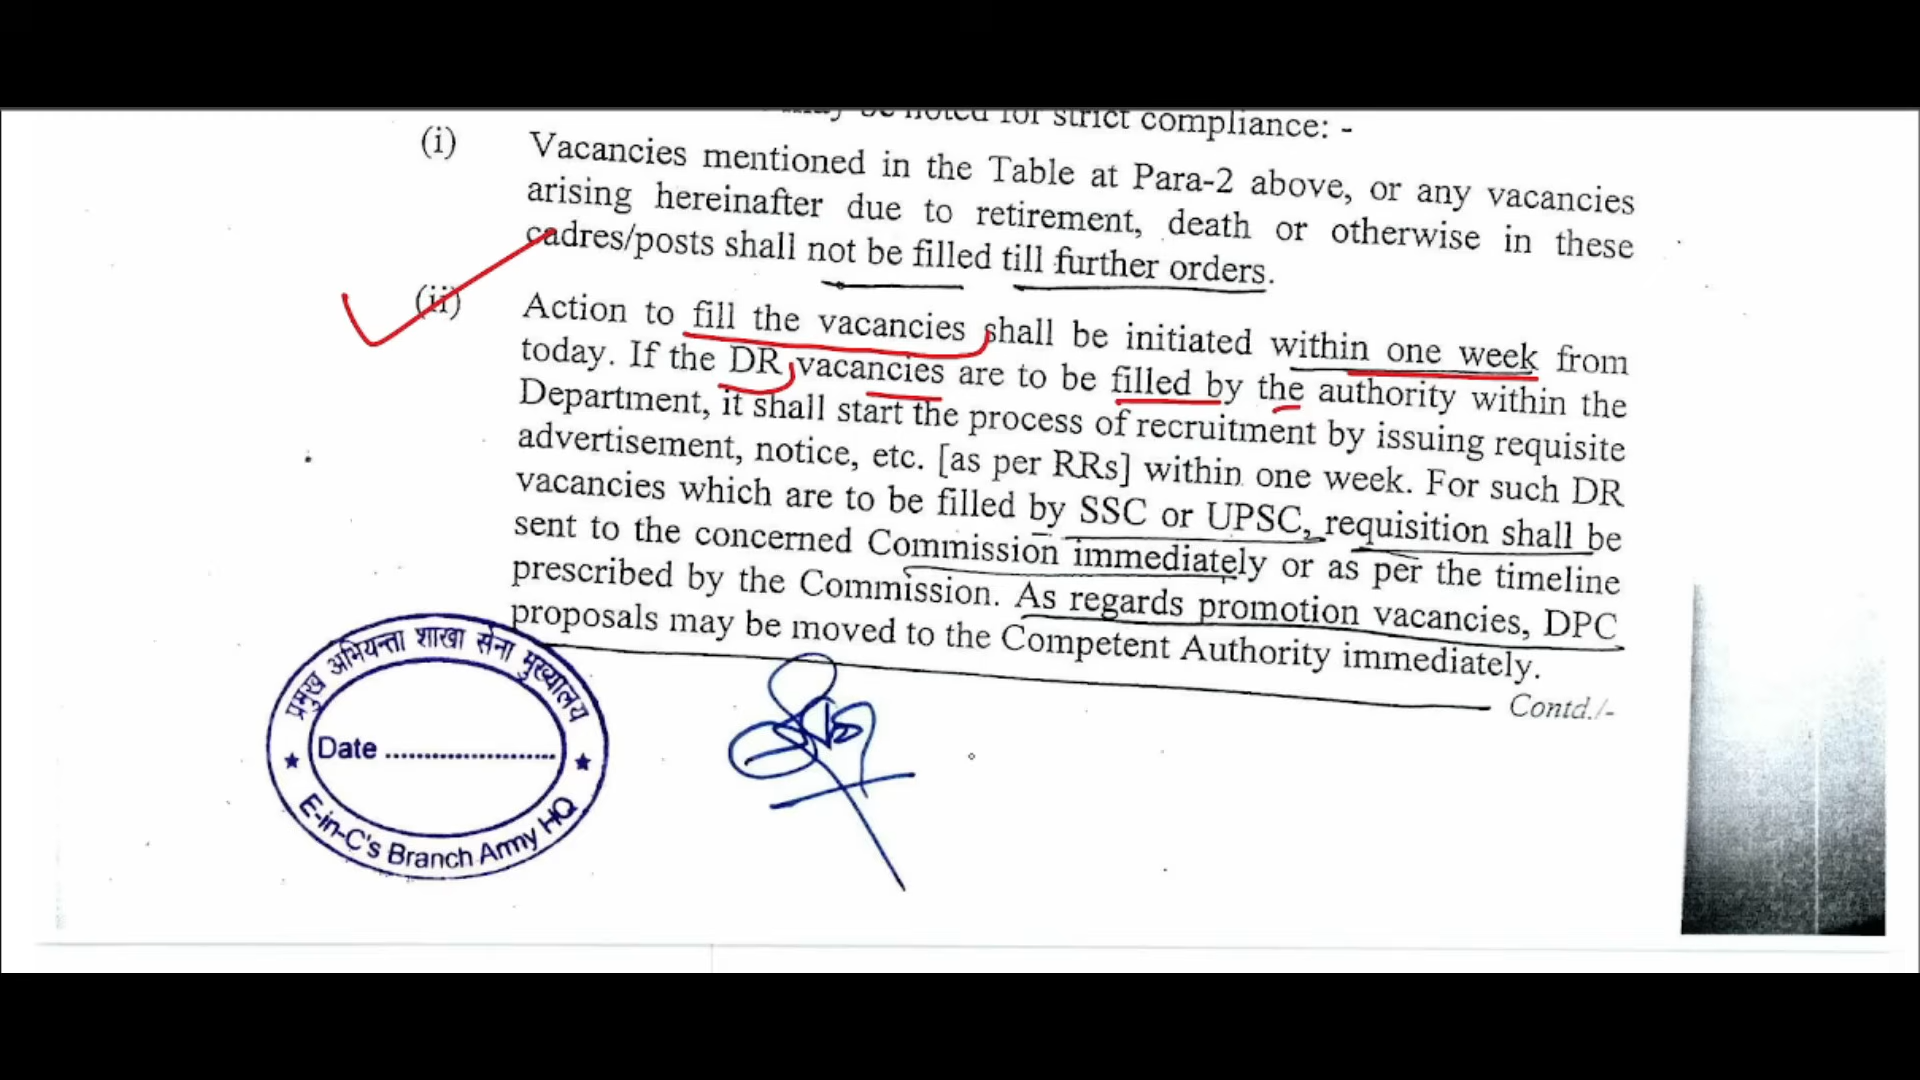 may be noted for strict compliance: -
(i) Vacancies mentioned in the Table at Para-2 above, or any vacancies
arising hereinafter due to retirement, death or otherwise in these
cadres/posts shall not be filled till further orders.
(ii) Action to fill the vacancies shall be initiated within one week from
today. If the DR vacancies are to be filled by the authority within the
Department, it shall start the process of recruitment by issuing requisite
advertisement, notice, etc. [as per RRs] within one week. For such DR
vacancies which are to be filled by SSC or UPSC, requisition shall be
sent to the concerned Commission immediately or as per the timeline
prescribed by the Commission. As regards promotion vacancies, DPC
proposals may be moved to the Competent Authority immediately.
Contd./-
प्रमुख अभियन्ता शाखा सेना मुख्यालय
Date ..........................
E-in-C's Branch Army HQ